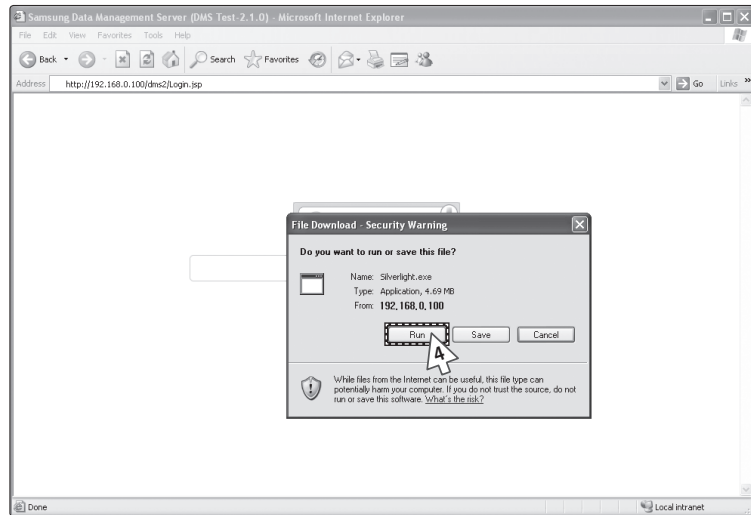 Samsung Data Management Server (DMS Test-2.1.0) - Microsoft Internet Explorer
File Edit View Favorites Tools Help
Back Search Favorites
Address http://192.168.0.100/dms2/Login.jsp Go Links »
File Download - Security Warning
Do you want to run or save this file?
Name: Silverlight.exe
Type: Application, 4.69 MB
From: 192.168.0.100
Run Save Cancel
4
While files from the Internet can be useful, this file type can
potentially harm your computer. If you do not trust the source, do not
run or save this software. What's the risk?
Done Local intranet